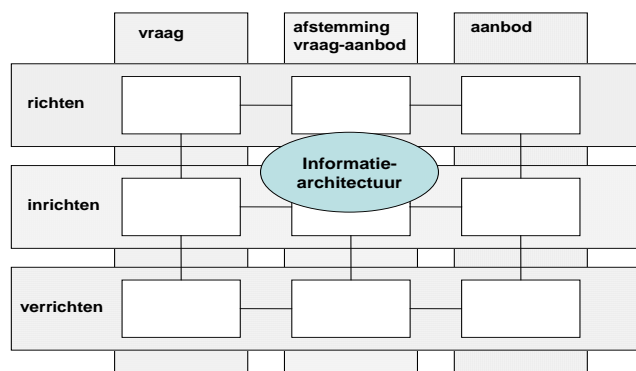 vraag
afstemming
vraag-aanbod
aanbod
richten
Informatie-
architectuur
inrichten
verrichten